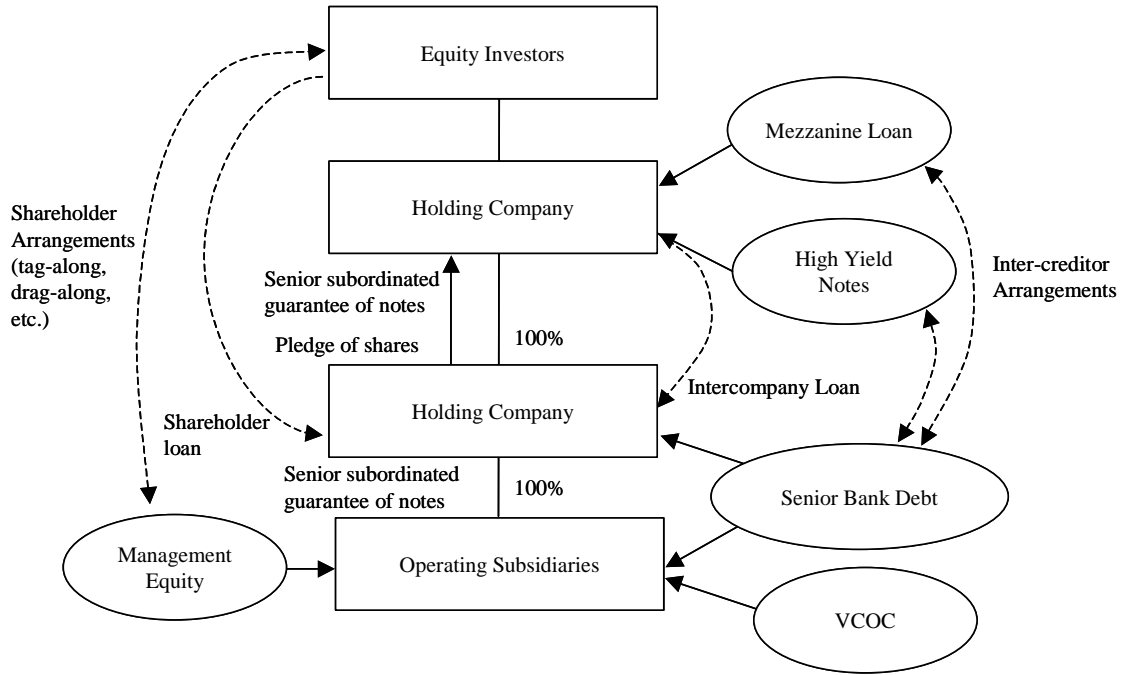 Equity Investors
Mezzanine Loan
Holding Company
Shareholder
Arrangements
(tag-along,
drag-along,
etc.)
High Yield
Notes
Inter-creditor
Arrangements
Senior subordinated
guarantee of notes
Pledge of shares
100%
Holding Company
Intercompany Loan
Shareholder
loan
Senior subordinated
guarantee of notes
100%
Senior Bank Debt
Management
Equity
Operating Subsidiaries
VCOC